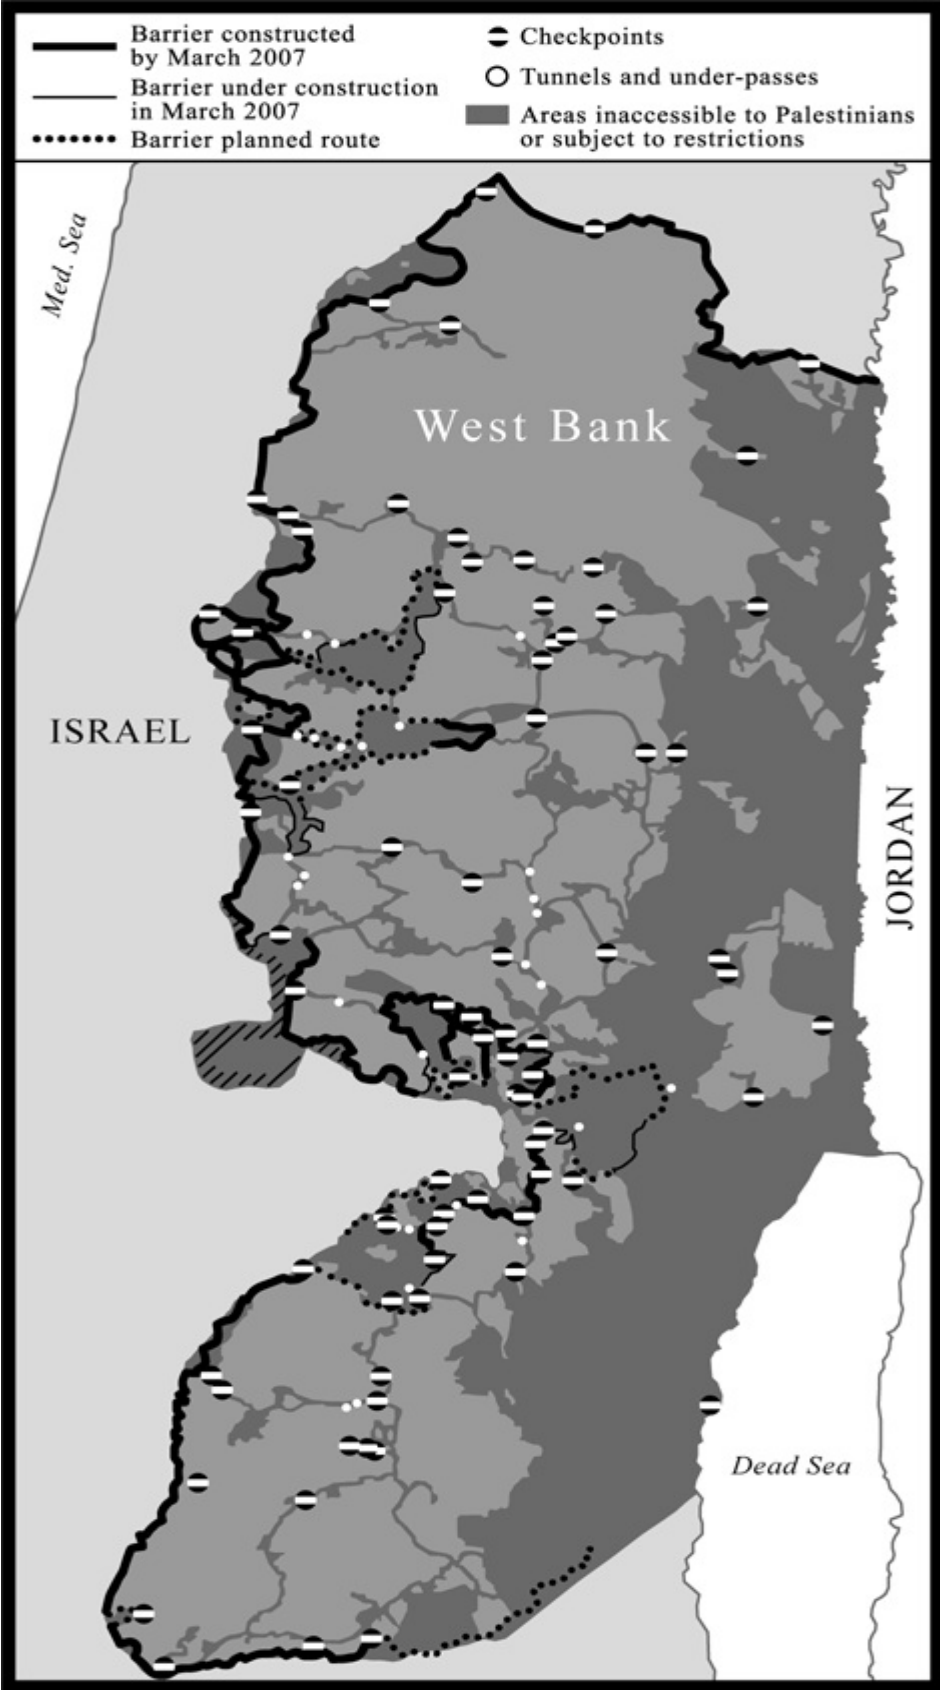 Barrier constructed
by March 2007
Barrier under construction
in March 2007
Barrier planned route
Checkpoints
Tunnels and under-passes
Areas inaccessible to Palestinians
or subject to restrictions
Med. Sea
West Bank
ISRAEL
JORDAN
Dead Sea